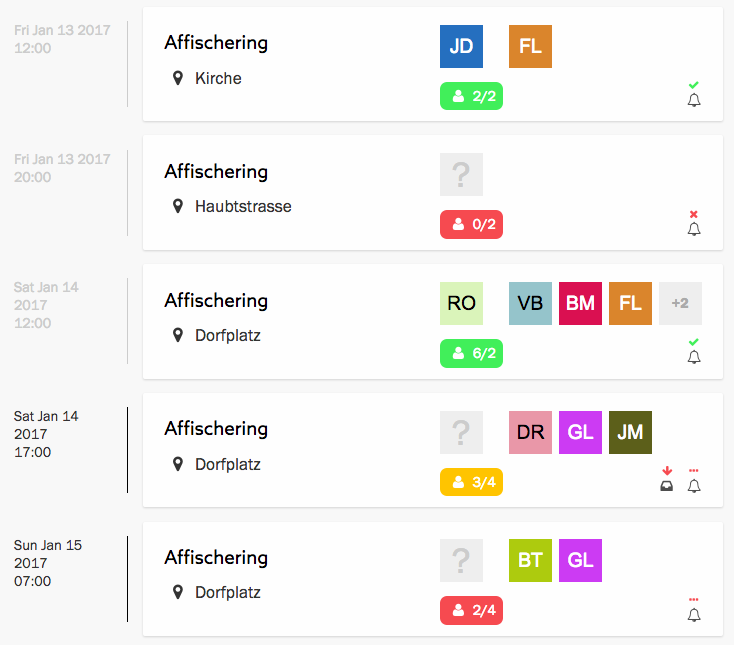 Fri Jan 13 2017
12:00
Affischering
Kirche
JD FL
2/2
Fri Jan 13 2017
20:00
Affischering
Haubtstrasse
?
0/2
Sat Jan 14
2017
12:00
Affischering
Dorfplatz
RO VB BM FL +2
6/2
Sat Jan 14
2017
17:00
Affischering
Dorfplatz
? DR GL JM
3/4
Sun Jan 15
2017
07:00
Affischering
Dorfplatz
? BT GL
2/4